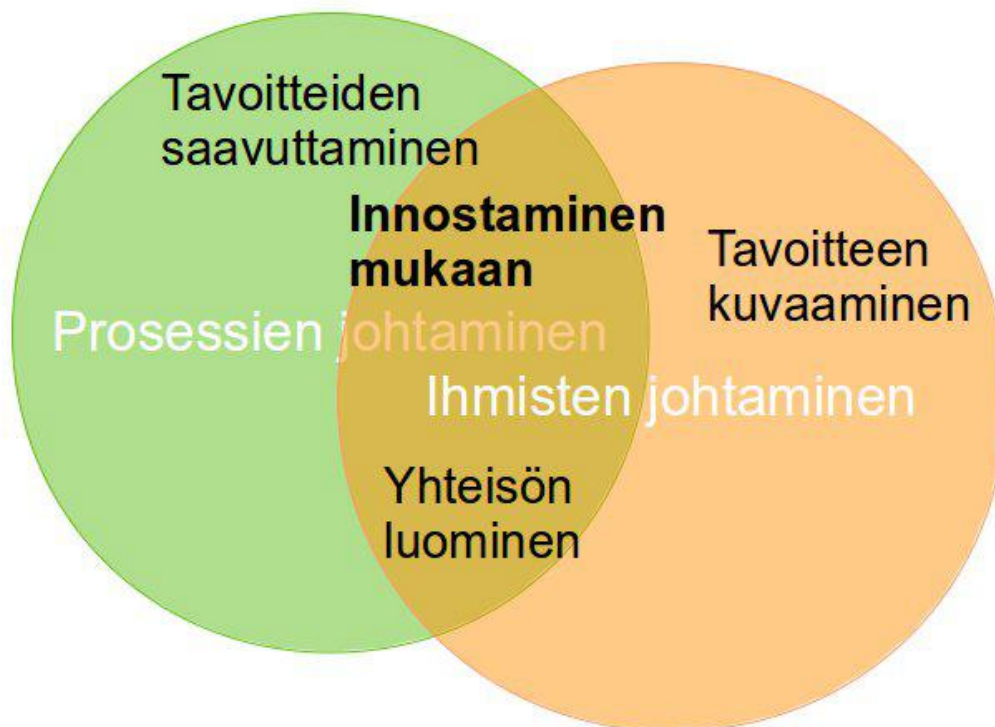 Tavoitteiden
saavuttaminen
Innostaminen
mukaan
Tavoitteen
kuvaaminen
Prosessien johtaminen
Ihmisten johtaminen
Yhteisön
luominen